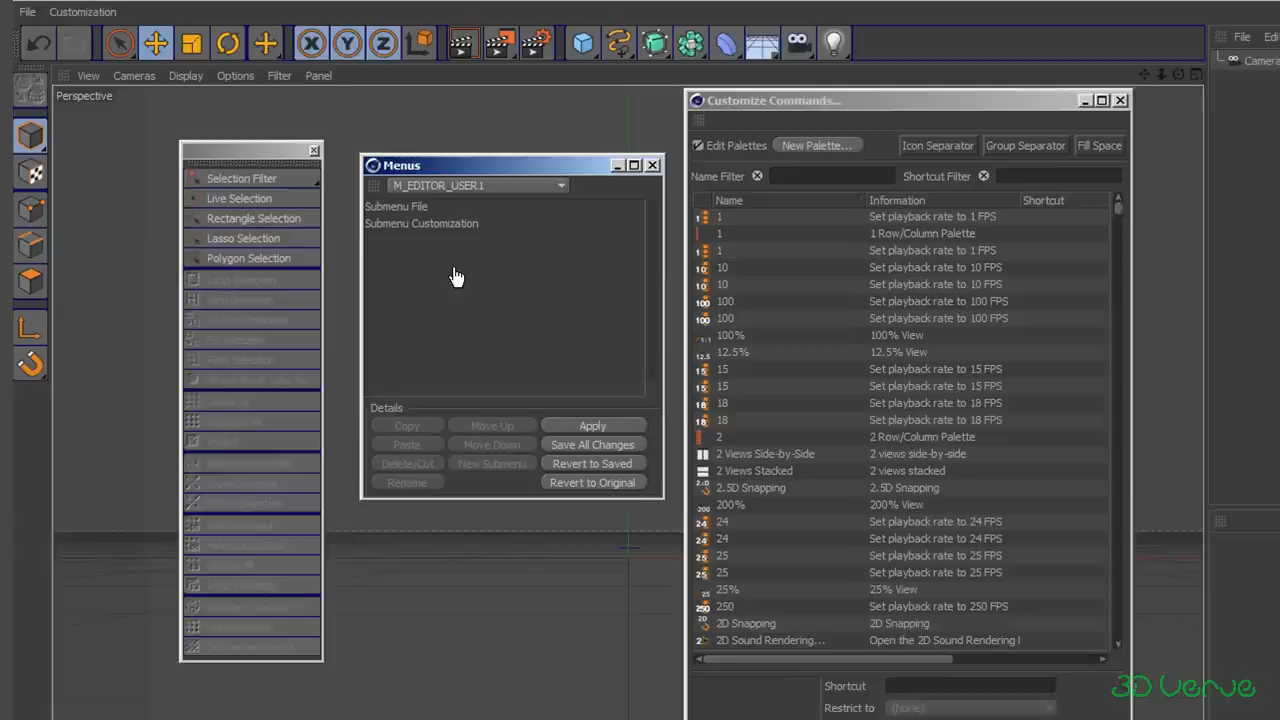 File Customization
View Cameras Display Options Filter Panel
File Edi
Camera
Perspective
Selection Filter
Live Selection
Rectangle Selection
Lasso Selection
Polygon Selection
Menus
M_EDITOR_USER1
Submenu File
Submenu Customization
Details
Copy Move Up Apply
Paste Move Down Save All Changes
Delete/Cut New Submenu Revert to Saved
Rename Revert to Original
Customize Commands...
Edit Palettes New Palette... Icon Separator Group Separator Fill Space
Name Filter Shortcut Filter
Name Information Shortcut
1 Set playback rate to 1 FPS
1 1 Row/Column Palette
1 Set playback rate to 1 FPS
10 Set playback rate to 10 FPS
10 Set playback rate to 10 FPS
100 Set playback rate to 100 FPS
100 Set playback rate to 100 FPS
100% 100% View
12.5% 12.5% View
15 Set playback rate to 15 FPS
15 Set playback rate to 15 FPS
18 Set playback rate to 18 FPS
18 Set playback rate to 18 FPS
2 2 Row/Column Palette
2 Views Side-by-Side 2 views side-by-side
2 Views Stacked 2 views stacked
2.5D Snapping 2.5D Snapping
200% 200% View
24 Set playback rate to 24 FPS
24 Set playback rate to 24 FPS
25 Set playback rate to 25 FPS
25 Set playback rate to 25 FPS
25% 25% View
250 Set playback rate to 250 FPS
2D Snapping 2D Snapping
2D Sound Rendering... Open the 2D Sound Rendering
Shortcut
Restrict to (None)
3D Verve